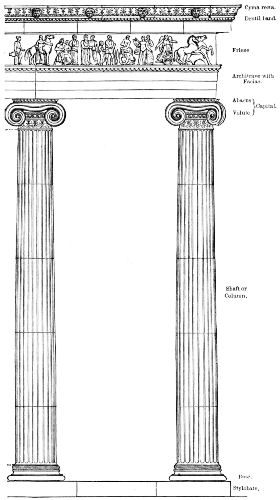 Cyma recta.
Dentil band.
Frieze.
Architrave with
Fasciæ.
Abacus
Volute
Capital.
Shaft or
Column.
Base.
Stylobate.